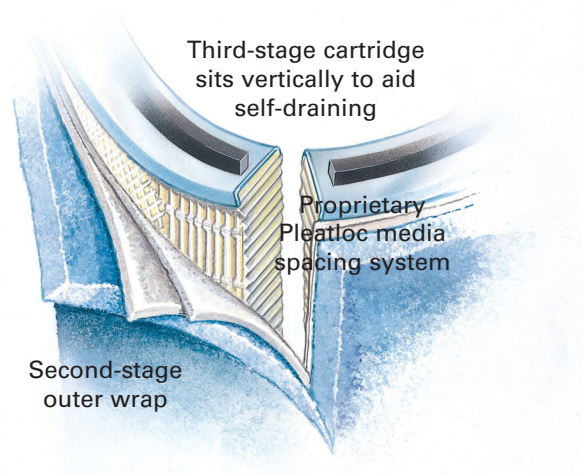 Third-stage cartridge
sits vertically to aid
self-draining
Proprietary
Pleatloc media
spacing system
Second-stage
outer wrap